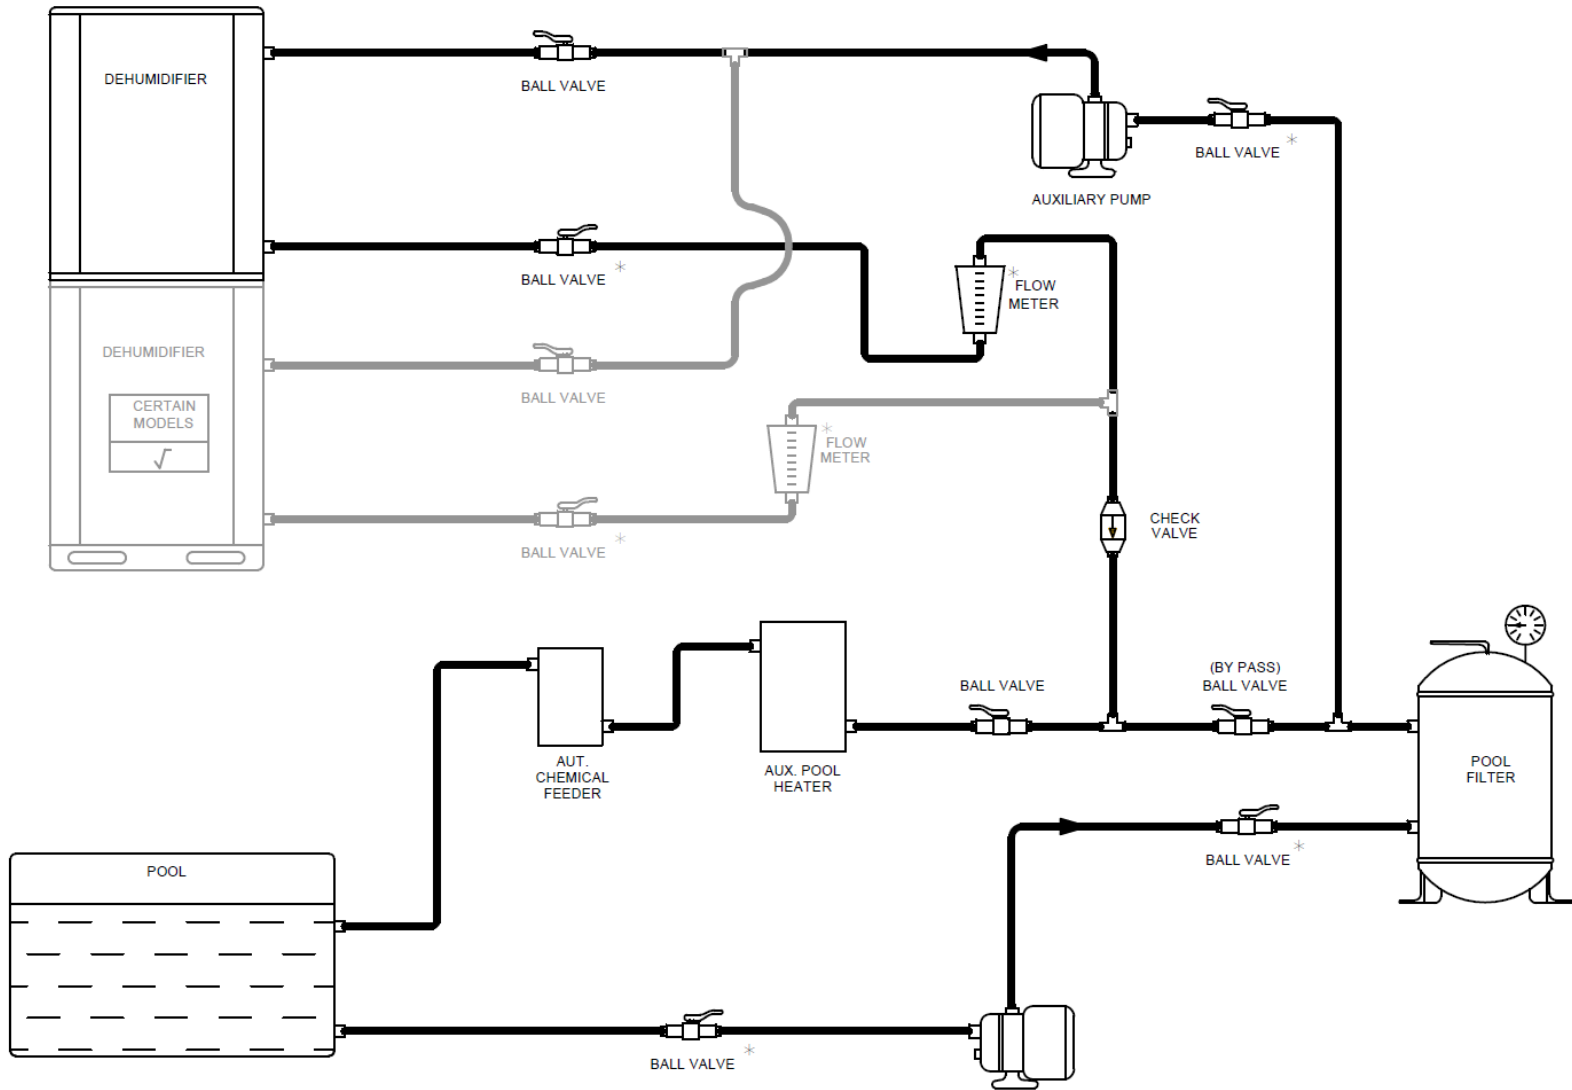 DEHUMIDIFIER
BALL VALVE
BALL VALVE *
AUXILIARY PUMP
BALL VALVE *
* FLOW
METER
DEHUMIDIFIER
CERTAIN
MODELS
√
BALL VALVE
* FLOW
METER
BALL VALVE *
CHECK
VALVE
BALL VALVE
(BY PASS)
BALL VALVE
AUT.
CHEMICAL
FEEDER
AUX. POOL
HEATER
POOL
FILTER
BALL VALVE *
POOL
BALL VALVE *